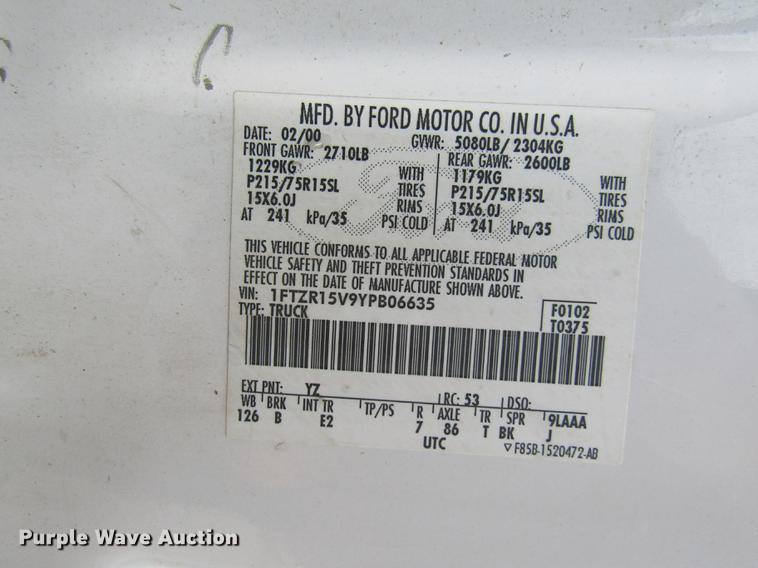 MFD. BY FORD MOTOR CO. IN U.S.A.
DATE: 02/00 GVWR: 5080LB/ 2304KG
FRONT GAWR: 2710LB REAR GAWR: 2600LB
1229KG WITH 1179KG WITH
P215/75R15SL TIRES P215/75R15SL TIRES
15X6.0J RIMS 15X6.0J RIMS
AT 241 kPa/35 PSI COLD AT 241 kPa/35 PSI COLD
THIS VEHICLE CONFORMS TO ALL APPLICABLE FEDERAL MOTOR
VEHICLE SAFETY AND THEFT PREVENTION STANDARDS IN
EFFECT ON THE DATE OF MANUFACTURE SHOWN ABOVE.
VIN: 1FTZR15V9YPB06635 F0102
TYPE: TRUCK T0375
EXT PNT: YZ RC: 53 DSO:
WB BRK INT TR TP/PS R AXLE TR SPR 9LAAA
126 B E2 7 86 T BK J
UTC ▽ F85B-1520472-AB
Purple Wave Auction